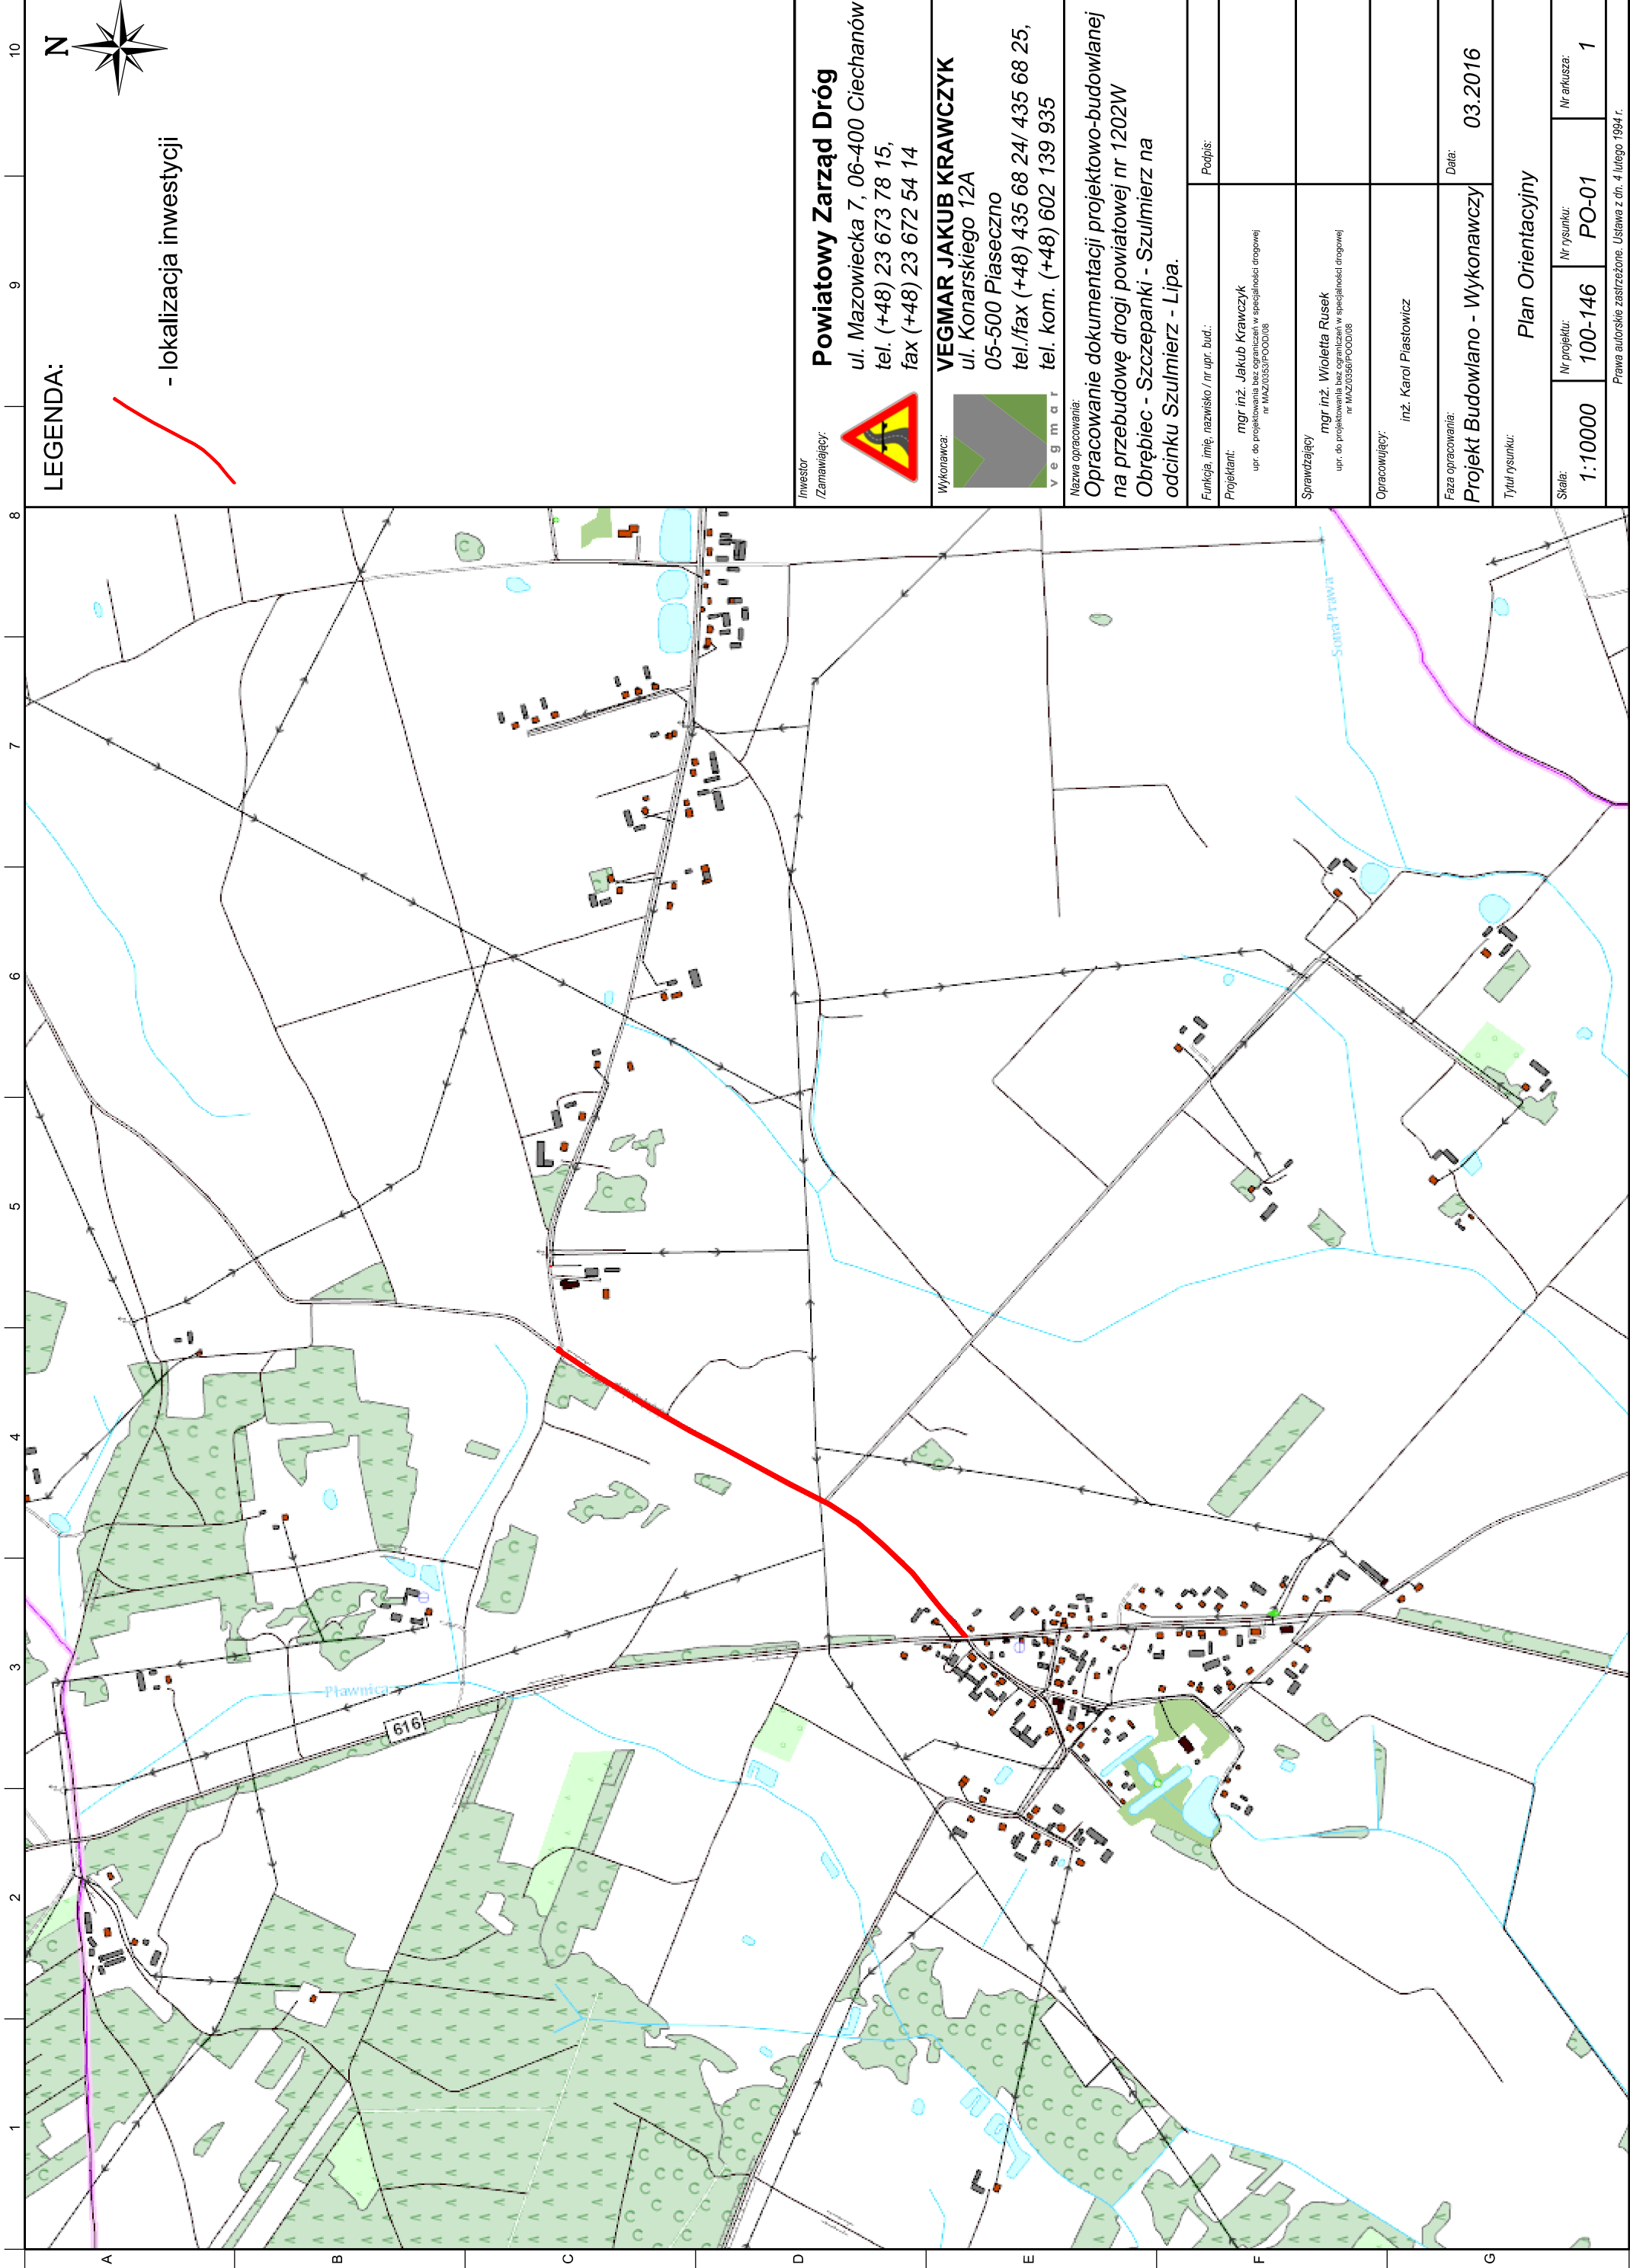 LEGENDA:
N
- lokalizacja inwestycji
Inwestor
/Zamawiający:
Powiatowy Zarząd Dróg
ul. Mazowiecka 7, 06-400 Ciechanów
tel. (+48) 23 673 78 15,
fax (+48) 23 672 54 14
Wykonawca:
vegmar
VEGMAR JAKUB KRAWCZYK
ul. Konarskiego 12A
05-500 Piaseczno
tel./fax (+48) 435 68 24/ 435 68 25,
tel. kom. (+48) 602 139 935
Nazwa opracowania:
Opracowanie dokumentacji projektowo-budowlanej
na przebudowę drogi powiatowej nr 1202W
Obrębiec - Szczepanki - Szulmierz na
odcinku Szulmierz - Lipa.
Funkcja, imię, nazwisko / nr upr. bud.:
Podpis:
Projektant:
mgr inż. Jakub Krawczyk
upr. do projektowania bez ograniczeń w specjalności drogowej
nr MAZ/0353/POOD/08
Sprawdzający
mgr inż. Wioletta Rusek
upr. do projektowania bez ograniczeń w specjalności drogowej
nr MAZ/0356/POOD/08
Opracowujący:
inż. Karol Piastowicz
Faza opracowania:
Projekt Budowlano - Wykonawczy
Data:
03.2016
Tytuł rysunku:
Plan Orientacyjny
Skala:
1:10000
Nr projektu:
100-146
Nr rysunku:
PO-01
Nr arkusza:
1
Prawa autorskie zastrzeżone. Ustawa z dn. 4 lutego 1994 r.
1
2
3
4
5
6
7
8
9
10
A
B
C
D
E
F
G
Pławnica
616
Sona Prawa